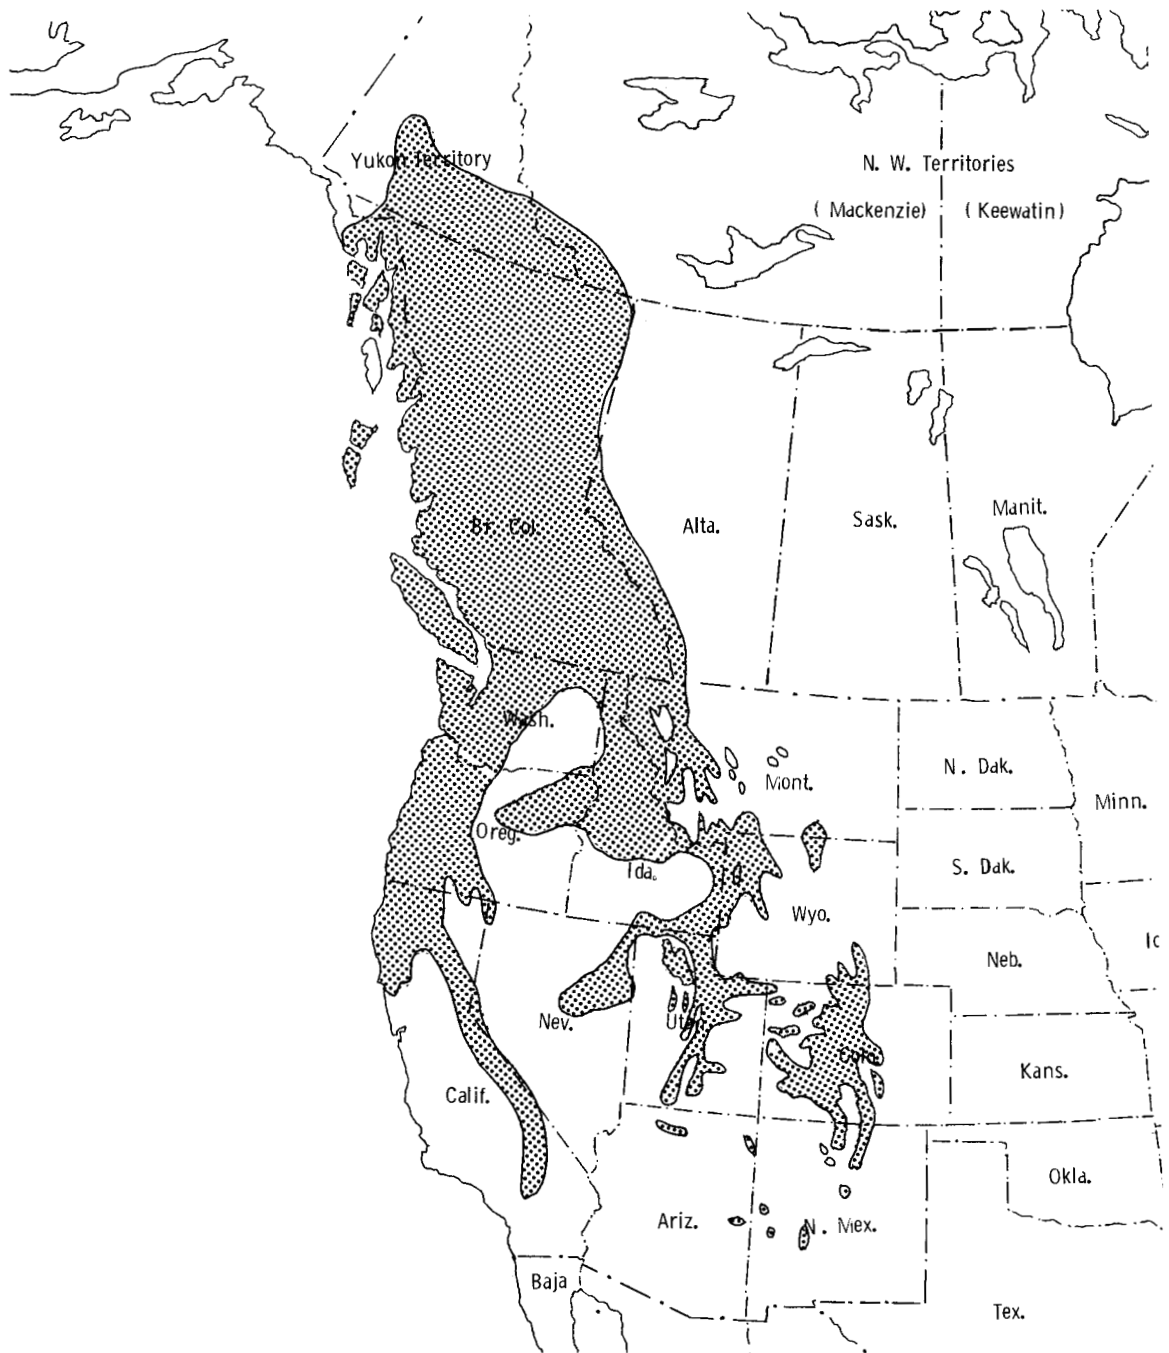 Yukon Territory
N. W. Territories
( Mackenzie) ( Keewatin)
Br. Col.
Alta.
Sask.
Manit.
Wash.
Mont.
N. Dak.
Minn.
Oreg.
Ida.
S. Dak.
Wyo.
Neb.
Nev.
Utah
Colo.
Kans.
Calif.
Okla.
Ariz.
N. Mex.
Baja
Tex.